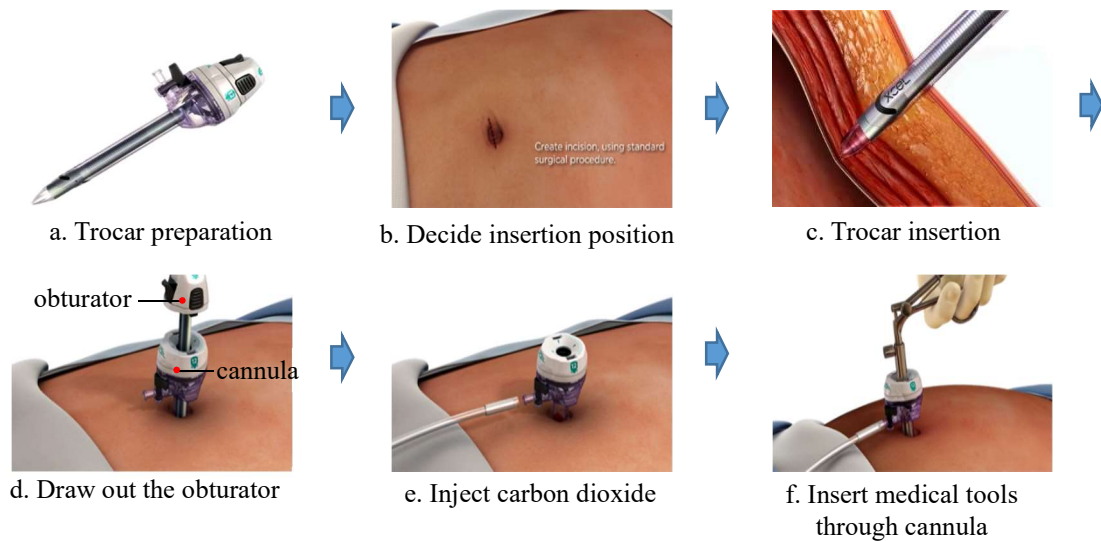 Create incision, using standard
surgical procedure.
xcel
a. Trocar preparation
b. Decide insertion position
c. Trocar insertion
obturator
cannula
d. Draw out the obturator
e. Inject carbon dioxide
f. Insert medical tools
through cannula